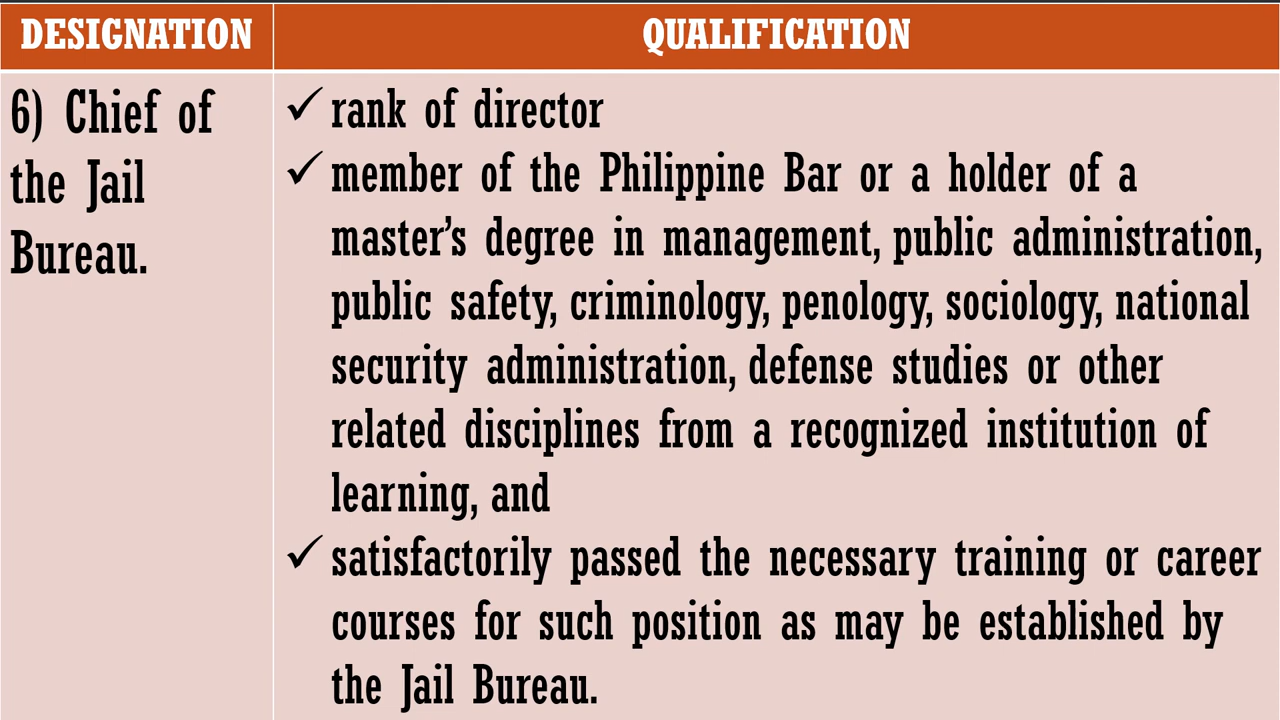 DESIGNATION
QUALIFICATION
6) Chief of
the Jail
Bureau.
✓ rank of director
✓ member of the Philippine Bar or a holder of a
master’s degree in management, public administration,
public safety, criminology, penology, sociology, national
security administration, defense studies or other
related disciplines from a recognized institution of
learning, and
✓ satisfactorily passed the necessary training or career
courses for such position as may be established by
the Jail Bureau.